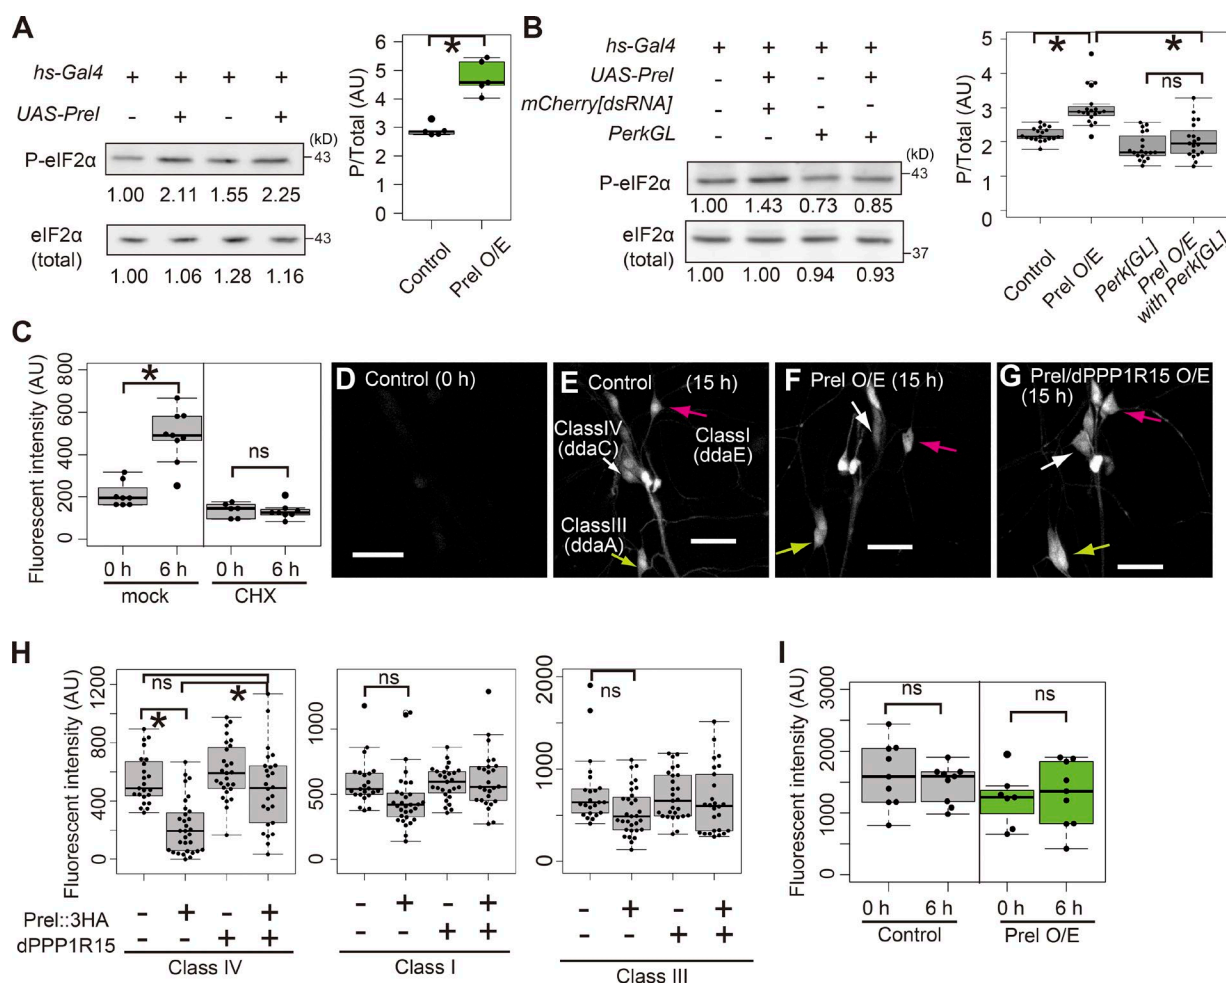 A
hs-Gal4 + + + +
UAS-Prel - + - +
(kD)
P-eIF2α
43
1.00 2.11 1.55 2.25
eIF2α
(total)
43
1.00 1.06 1.28 1.16
P/Total (AU)
6
5
4
3
2
1
0
*
Control
Prel O/E
B
hs-Gal4 + + + +
UAS-Prel - + - +
mCherry[dsRNA] - + - -
PerkGL - - + +
(kD)
P-eIF2α
43
1.00 1.43 0.73 0.85
eIF2α
(total)
37
1.00 1.00 0.94 0.93
P/Total (AU)
5
4
3
2
1
0
* *
ns
Control
Prel O/E
Perk[GL]
Prel O/E
with Perk[GL]
C
Fluorescent intensity (AU)
800
600
400
200
0
*
ns
0 h 6 h 0 h 6 h
mock CHX
D Control (0 h)
E Control (15 h)
ClassIV
(ddaC)
ClassI
(ddaE)
ClassIII
(ddaA)
F Prel O/E (15 h)
G Prel/dPPP1R15 O/E
(15 h)
H
Fluorescent intensity (AU)
1200
800
400
0
ns
*
*
1000
500
0
ns
2000
1000
500
0
ns
Prel::3HA - + - + - + - + - + - +
dPPP1R15 - - + + - - + + - - + +
Class IV Class I Class III
I
Fluorescent intensity (AU)
3000
2000
1000
0
ns ns
0 h 6 h 0 h 6 h
Control Prel O/E